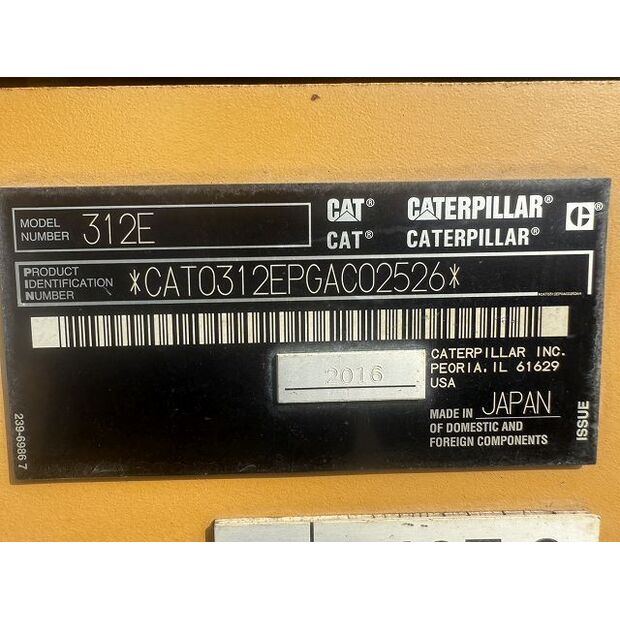 MODEL
NUMBER
312E
CAT® CATERPILLAR® C®
CAT® CATERPILLAR®
PRODUCT
IDENTIFICATION
NUMBER
*CAT0312EPGAC02526*
*CAT0312EPGAC02526*
2016
CATERPILLAR INC.
PEORIA, IL 61629
USA
MADE IN JAPAN
OF DOMESTIC AND
FOREIGN COMPONENTS
ISSUE
239-6986 7